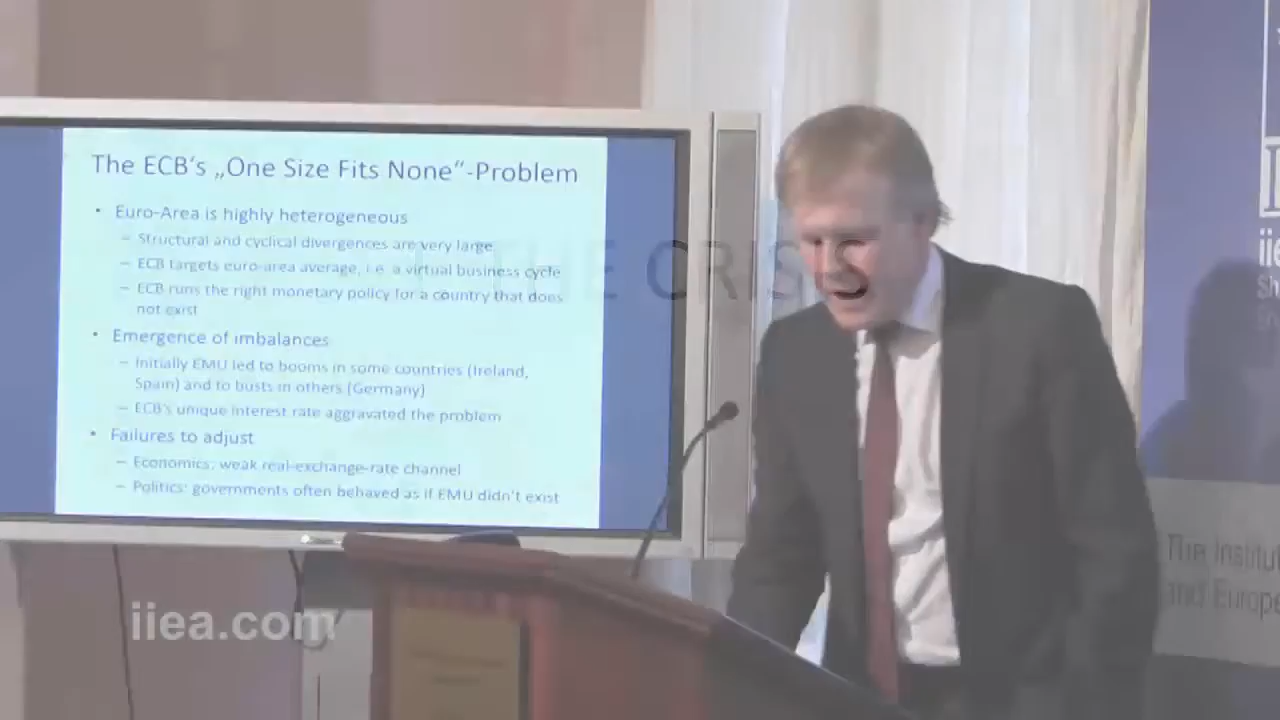 The ECB's „One Size Fits None“-Problem
• Euro-Area is highly heterogeneous
– Structural and cyclical divergences are very large
– ECB targets euro-area average, i.e. a virtual business cycle
– ECB runs the right monetary policy for a country that does
not exist
• Emergence of imbalances
– Initially EMU led to booms in some countries (Ireland,
Spain) and to busts in others (Germany)
– ECB's unique interest rate aggravated the problem
• Failures to adjust
– Economics: weak real-exchange-rate channel
– Politics: governments often behaved as if EMU didn't exist
THE CRIS
iiea.com
The Institu
and Europe